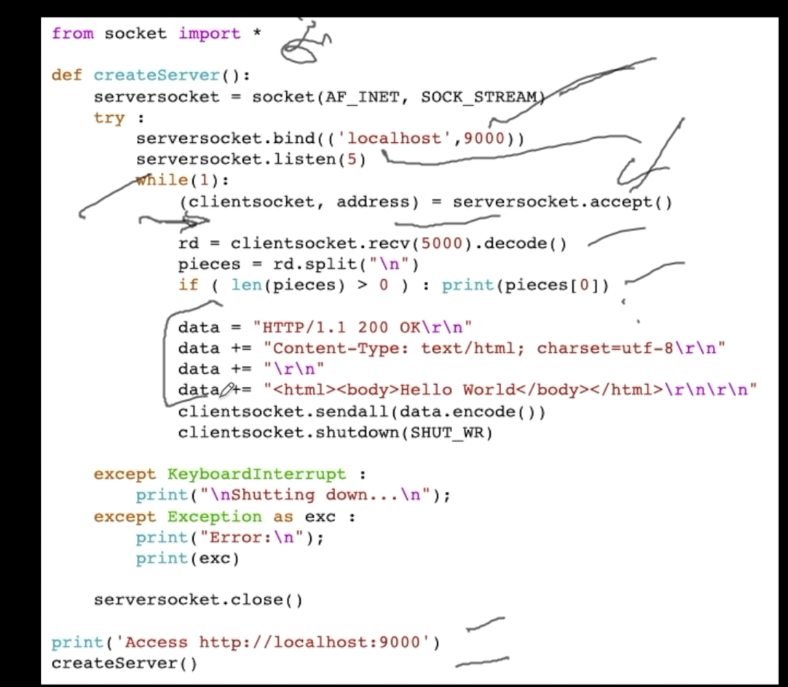 from socket import *
def createServer():
    serversocket = socket(AF_INET, SOCK_STREAM)
    try :
        serversocket.bind(('localhost',9000))
        serversocket.listen(5)
        while(1):
            (clientsocket, address) = serversocket.accept()
            rd = clientsocket.recv(5000).decode()
            pieces = rd.split("\n")
            if ( len(pieces) > 0 ) : print(pieces[0])
            data = "HTTP/1.1 200 OK\r\n"
            data += "Content-Type: text/html; charset=utf-8\r\n"
            data += "\r\n"
            data += "<html><body>Hello World</body></html>\r\n\r\n"
            clientsocket.sendall(data.encode())
            clientsocket.shutdown(SHUT_WR)
    except KeyboardInterrupt :
        print("\nShutting down...\n");
    except Exception as exc :
        print("Error:\n");
        print(exc)
    serversocket.close()
print('Access http://localhost:9000')
createServer()